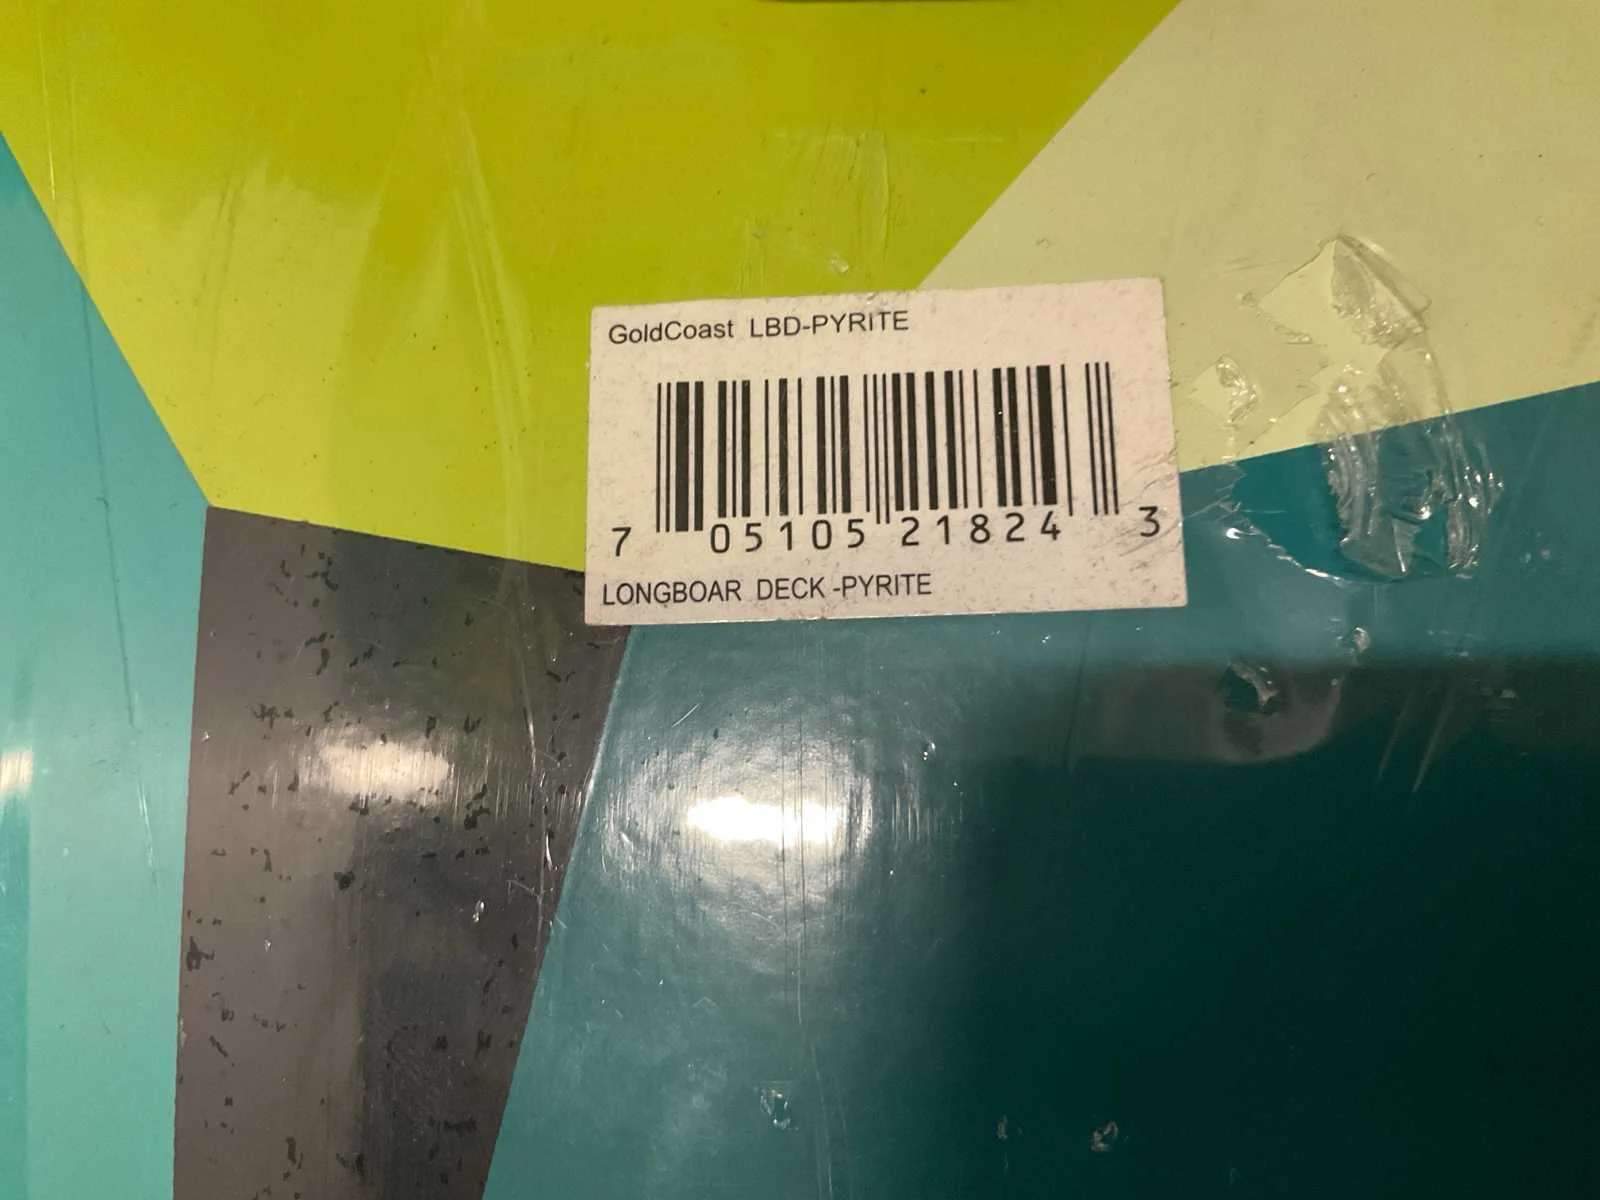 GoldCoast LBD-PYRITE
7 05105 21824 3
LONGBOAR DECK -PYRITE